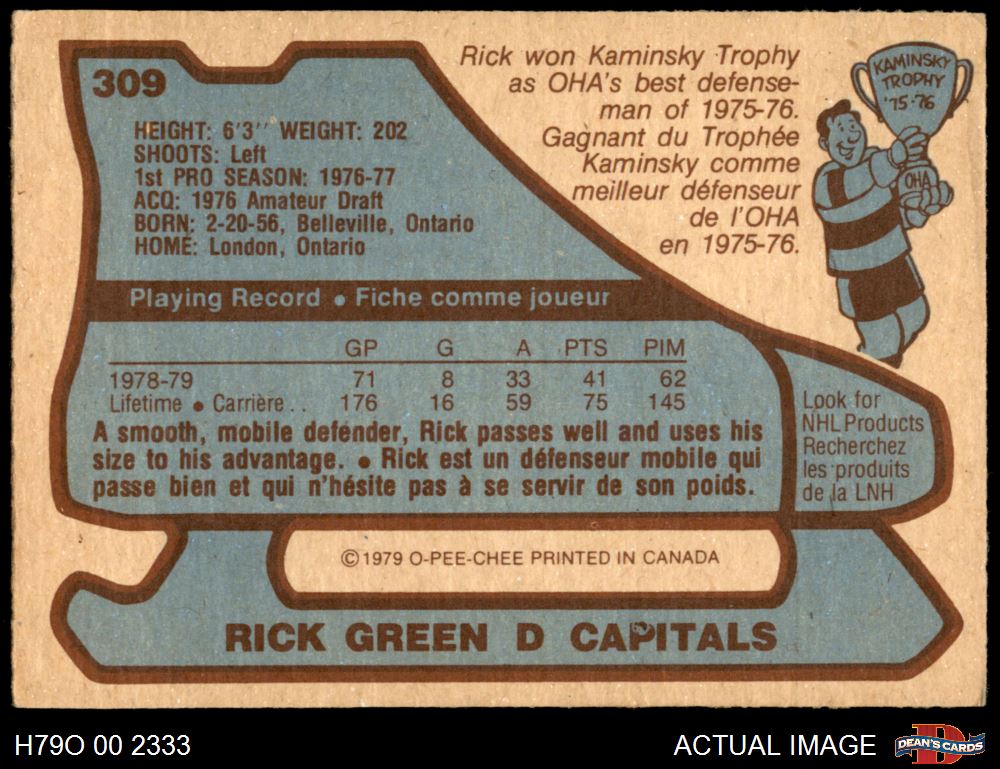 309
Rick won Kaminsky Trophy
as OHA's best defense-
man of 1975-76.
Gagnant du Trophée
Kaminsky comme
meilleur défenseur
de l'OHA
en 1975-76.
KAMINSKY
TROPHY
'75-76
OHA
HEIGHT: 6'3'' WEIGHT: 202
SHOOTS: Left
1st PRO SEASON: 1976-77
ACQ: 1976 Amateur Draft
BORN: 2-20-56, Belleville, Ontario
HOME: London, Ontario
Playing Record • Fiche comme joueur
GP G A PTS PIM
1978-79 71 8 33 41 62
Lifetime • Carrière . . 176 16 59 75 145
A smooth, mobile defender, Rick passes well and uses his
size to his advantage. • Rick est un défenseur mobile qui
passe bien et qui n'hésite pas à se servir de son poids.
Look for
NHL Products
Recherchez
les produits
de la LNH
© 1979 O-PEE-CHEE PRINTED IN CANADA
RICK GREEN D CAPITALS
H79O 00 2333
ACTUAL IMAGE
D
DEAN'S CARDS